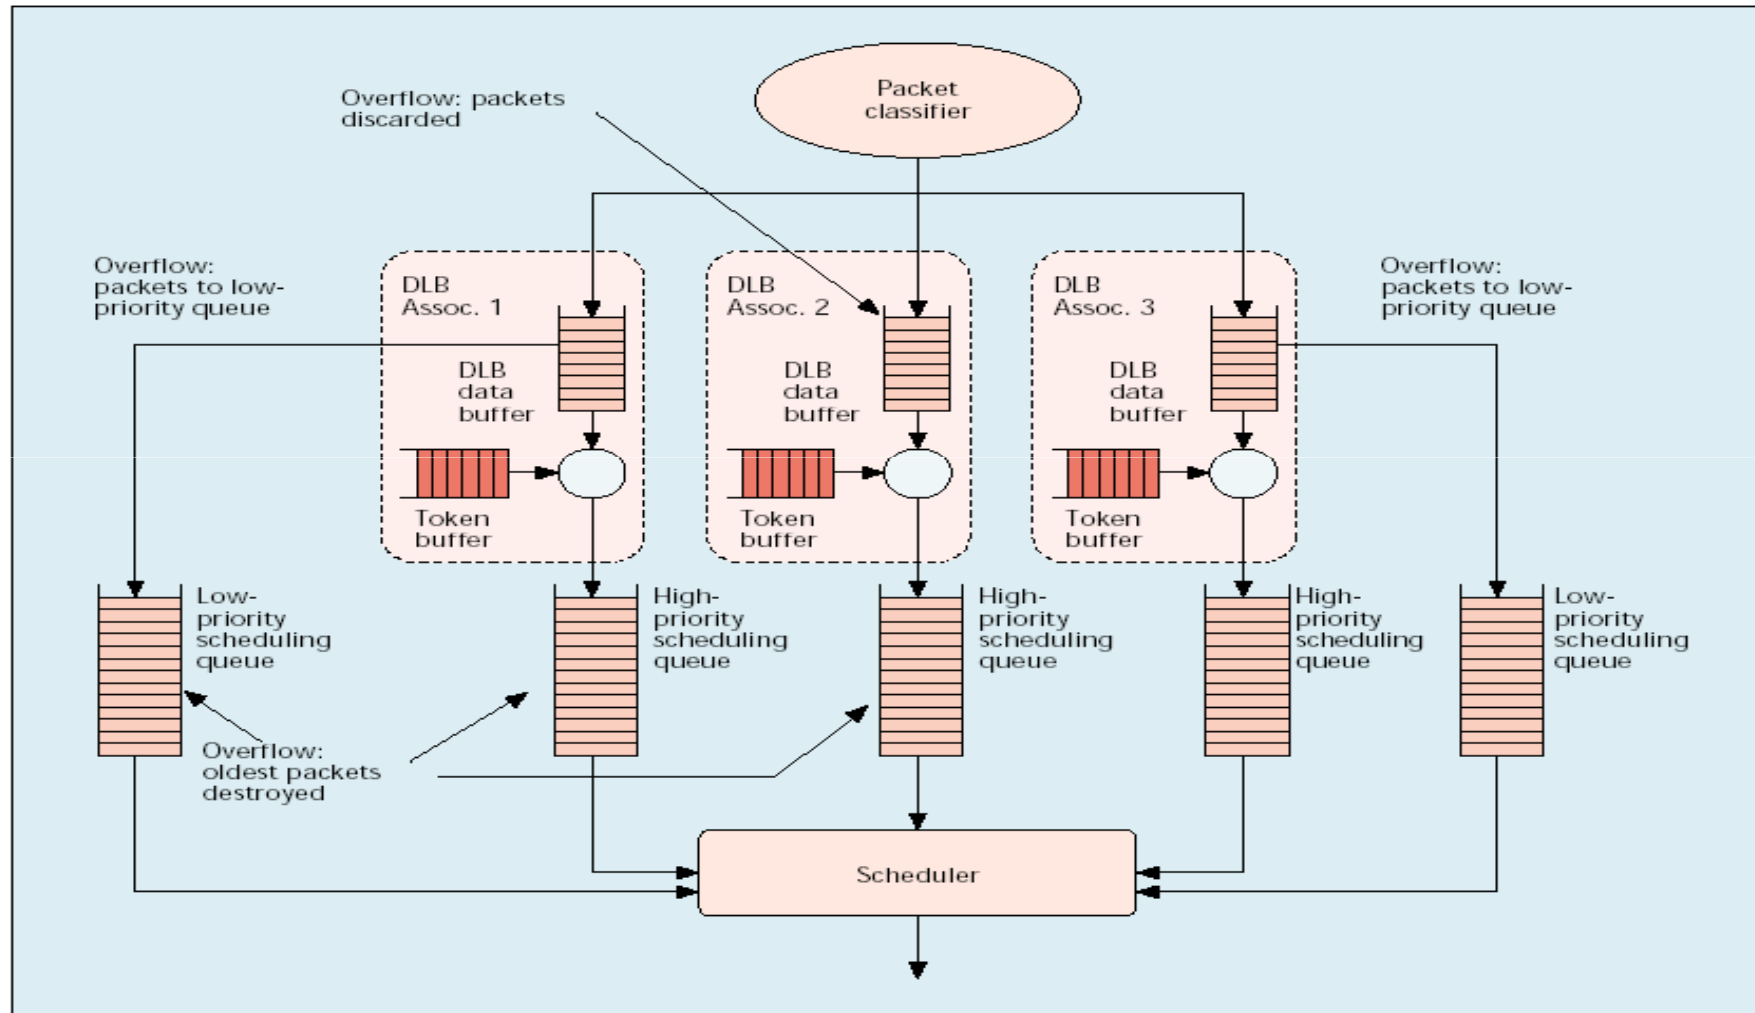 Packet
classifier
Overflow: packets
discarded
Overflow:
packets to low-
priority queue
DLB
Assoc. 1
DLB
data
buffer
Token
buffer
DLB
Assoc. 2
DLB
data
buffer
Token
buffer
DLB
Assoc. 3
DLB
data
buffer
Token
buffer
Overflow:
packets to low-
priority queue
Low-
priority
scheduling
queue
High-
priority
scheduling
queue
High-
priority
scheduling
queue
High-
priority
scheduling
queue
Low-
priority
scheduling
queue
Overflow:
oldest packets
destroyed
Scheduler